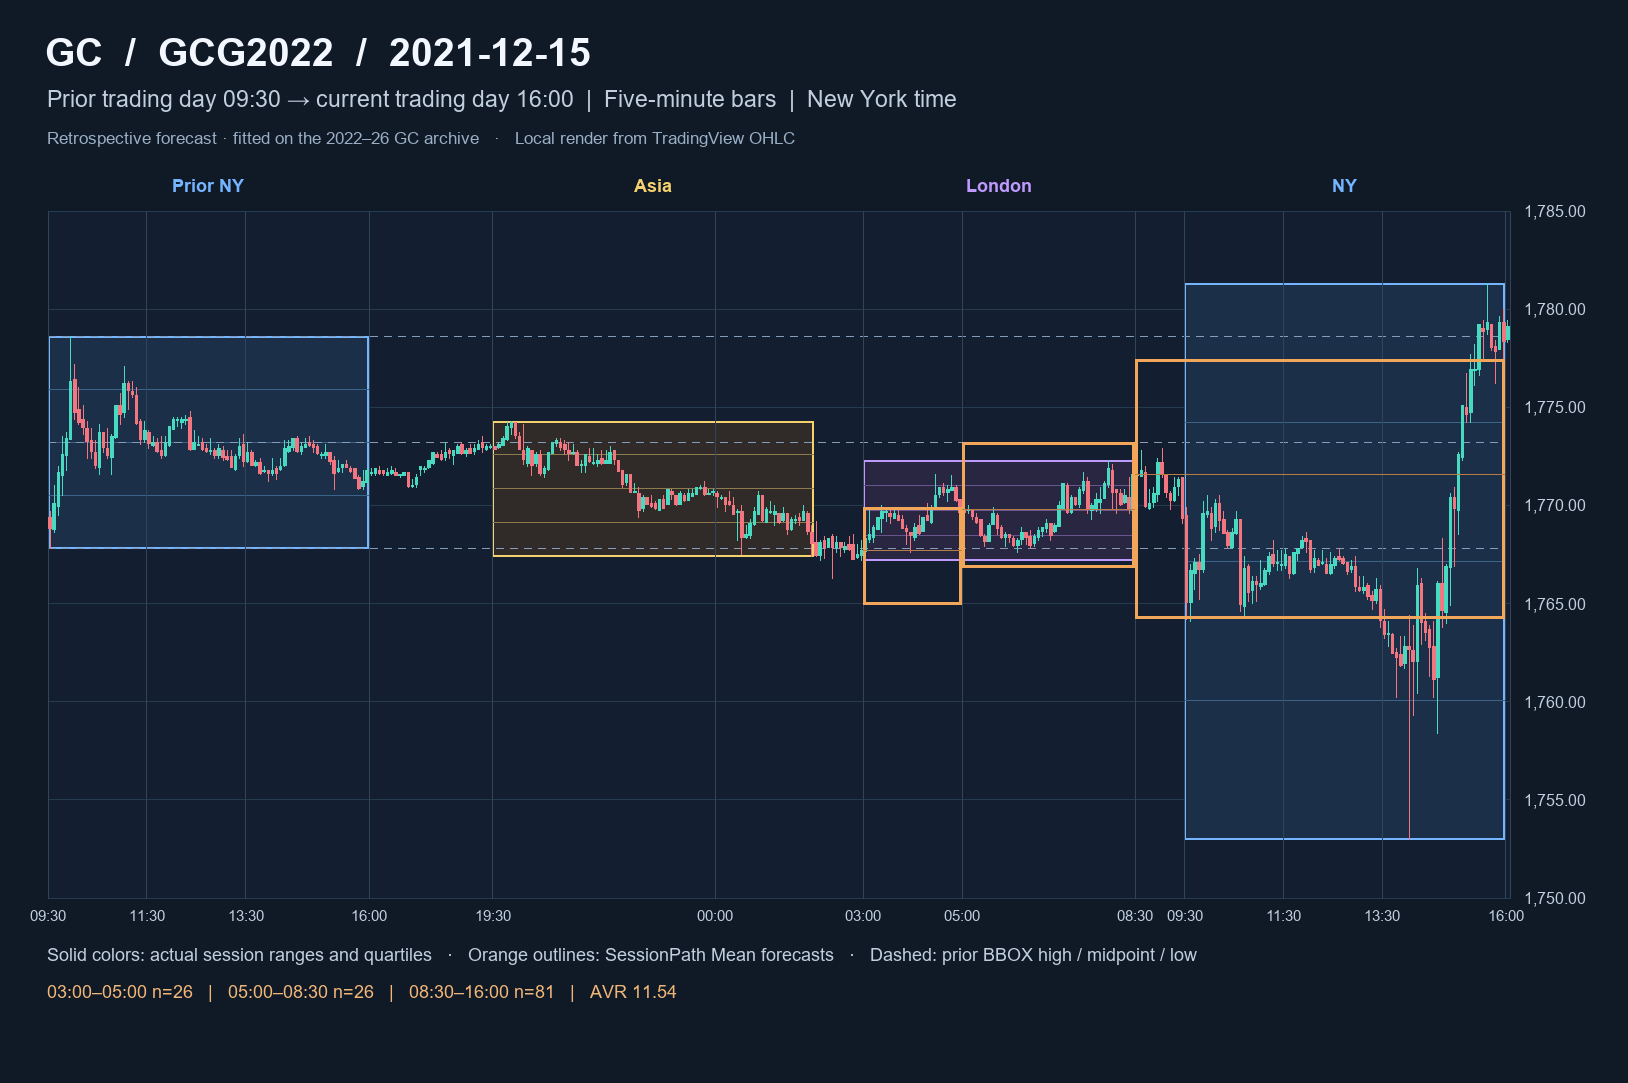 GC / GCG2022 / 2021-12-15
Prior trading day 09:30 → current trading day 16:00 | Five-minute bars | New York time
Retrospective forecast · fitted on the 2022–26 GC archive · Local render from TradingView OHLC
Prior NY Asia London NY
1,785.00
1,780.00
1,775.00
1,770.00
1,765.00
1,760.00
1,755.00
1,750.00
09:30 11:30 13:30 16:00 19:30 00:00 03:00 05:00 08:30 09:30 11:30 13:30 16:00
Solid colors: actual session ranges and quartiles · Orange outlines: SessionPath Mean forecasts · Dashed: prior BBOX high / midpoint / low
03:00–05:00 n=26 | 05:00–08:30 n=26 | 08:30–16:00 n=81 | AVR 11.54